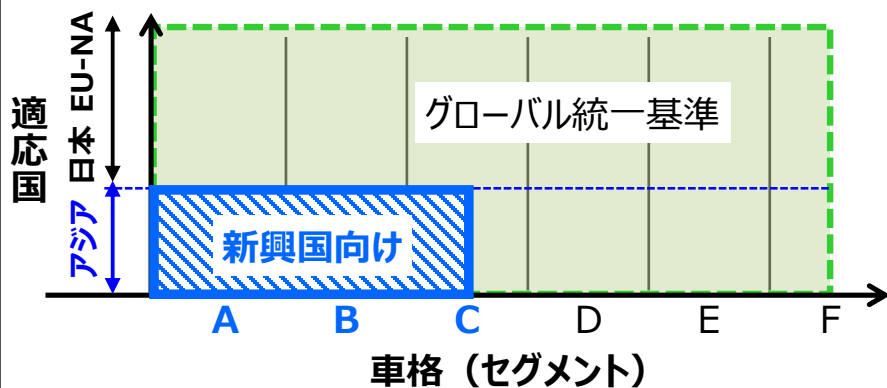 適応国
日本 EU-NA
アジア
グローバル統一基準
新興国向け
A B C D E F
車格（セグメント）